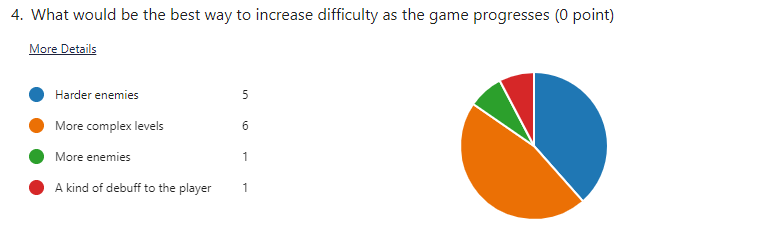 4. What would be the best way to increase difficulty as the game progresses (0 point)
More Details
Harder enemies 5
More complex levels 6
More enemies 1
A kind of debuff to the player 1